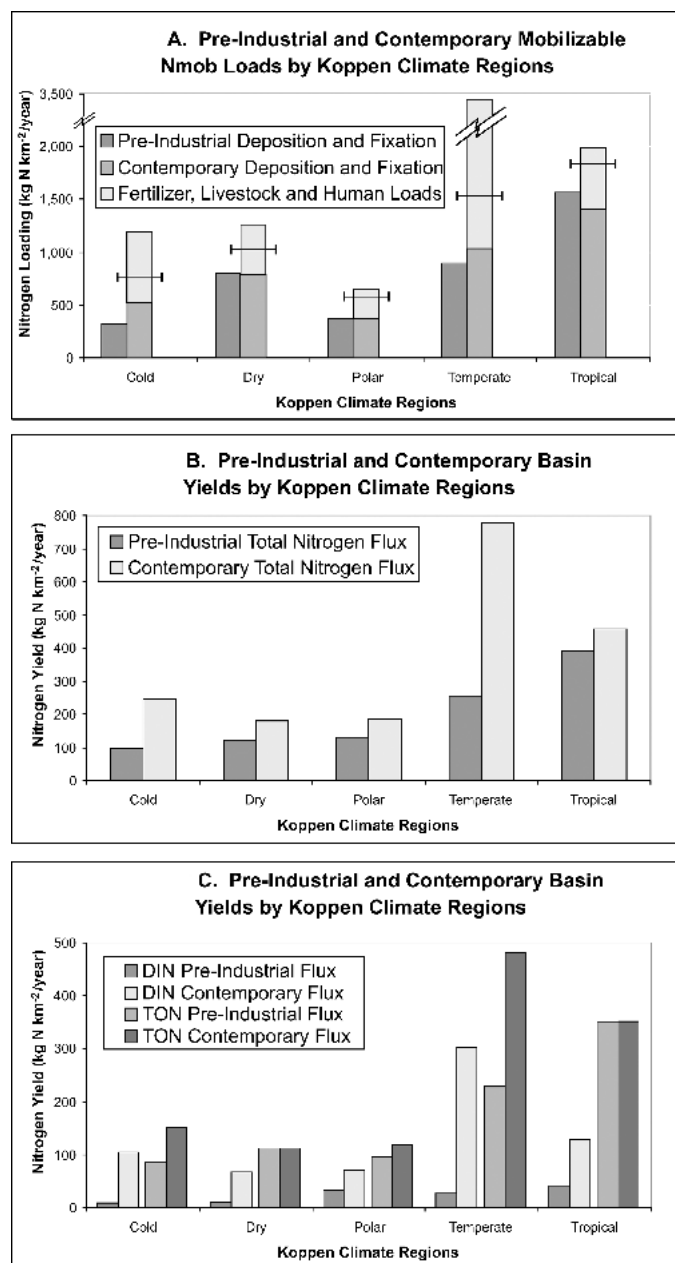 A. Pre-Industrial and Contemporary Mobilizable
Nmob Loads by Koppen Climate Regions
Nitrogen Loading (kg N km-2/year)
3,500
2,000
1,500
1,000
500
0
Pre-Industrial Deposition and Fixation
Contemporary Deposition and Fixation
Fertilizer, Livestock and Human Loads
Cold Dry Polar Temperate Tropical
Koppen Climate Regions
B. Pre-Industrial and Contemporary Basin
Yields by Koppen Climate Regions
Nitrogen Yield (kg N km-2/year)
800
700
600
500
400
300
200
100
0
Pre-Industrial Total Nitrogen Flux
Contemporary Total Nitrogen Flux
Cold Dry Polar Temperate Tropical
Koppen Climate Regions
C. Pre-Industrial and Contemporary Basin
Yields by Koppen Climate Regions
Nitrogen Yield (kg N km-2/year)
500
400
300
200
100
0
DIN Pre-Industrial Flux
DIN Contemporary Flux
TON Pre-Industrial Flux
TON Contemporary Flux
Cold Dry Polar Temperate Tropical
Koppen Climate Regions